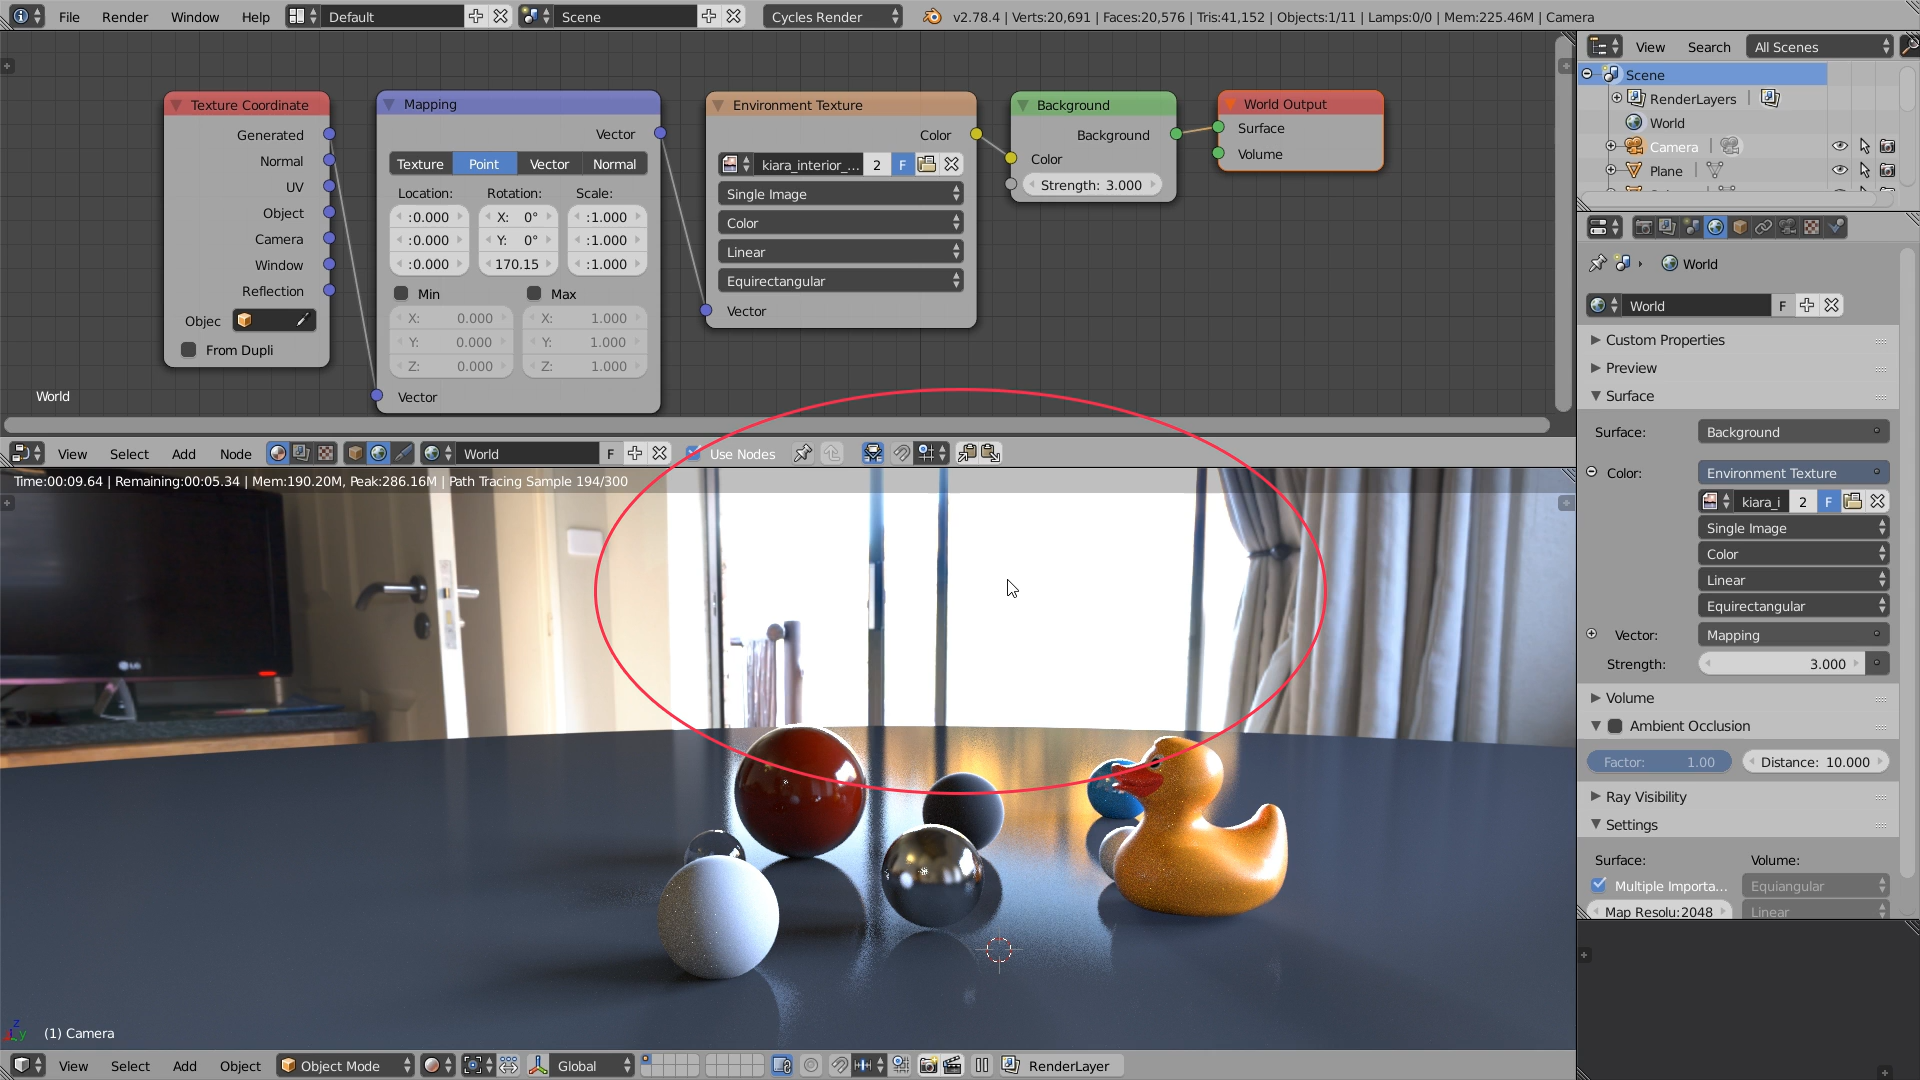 File Render Window Help Default Scene Cycles Render v2.78.4 | Verts:20,691 | Faces:20,576 | Tris:41,152 | Objects:1/11 | Lamps:0/0 | Mem:225.46M | Camera
View Search All Scenes
Scene
RenderLayers |
World
Camera |
Plane |
Texture Coordinate
Generated
Normal
UV
Object
Camera
Window
Reflection
Objec
From Dupli
Mapping
Vector
Texture Point Vector Normal
Location: Rotation: Scale:
:0.000 X: 0° :1.000
:0.000 Y: 0° :1.000
:0.000 170.15 :1.000
Min Max
X: 0.000 X: 1.000
Y: 0.000 Y: 1.000
Z: 0.000 Z: 1.000
Vector
Environment Texture
Color
kiara_interior_... 2 F
Single Image
Color
Linear
Equirectangular
Vector
Background
Background
Color
Strength: 3.000
World Output
Surface
Volume
World
View Select Add Node World F Use Nodes
Time:00:09.64 | Remaining:00:05.34 | Mem:190.20M, Peak:286.16M | Path Tracing Sample 194/300
LG
z
y
(1) Camera
View Select Add Object Object Mode Global RenderLayer
World
World F
Custom Properties
Preview
Surface
Surface: Background
Color: Environment Texture
kiara_i 2 F
Single Image
Color
Linear
Equirectangular
Vector: Mapping
Strength: 3.000
Volume
Ambient Occlusion
Factor: 1.00 Distance: 10.000
Ray Visibility
Settings
Surface: Volume:
Multiple Importa... Equiangular
Map Resolu:2048 Linear